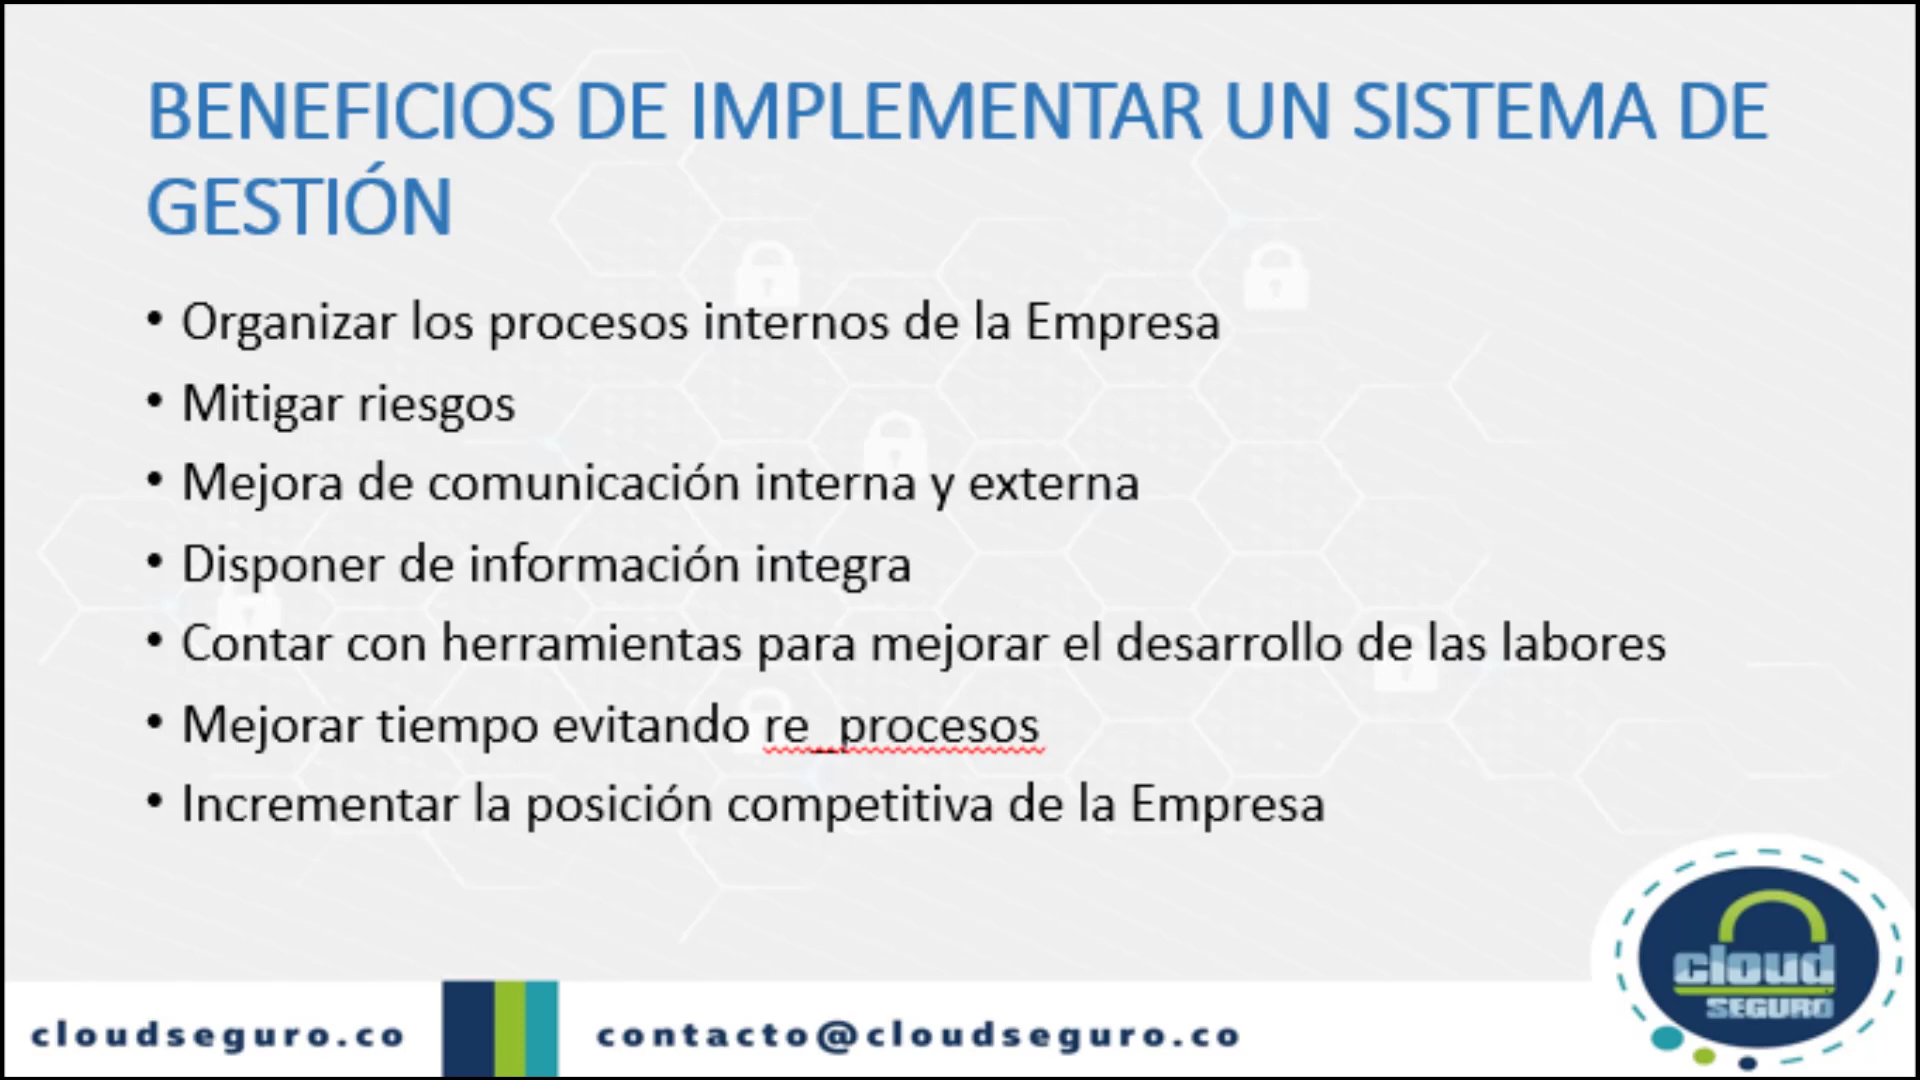 BENEFICIOS DE IMPLEMENTAR UN SISTEMA DE
GESTIÓN
• Organizar los procesos internos de la Empresa
• Mitigar riesgos
• Mejora de comunicación interna y externa
• Disponer de información integra
• Contar con herramientas para mejorar el desarrollo de las labores
• Mejorar tiempo evitando re_procesos
• Incrementar la posición competitiva de la Empresa
cloud
SEGURO
cloudseguro.co
contacto@cloudseguro.co